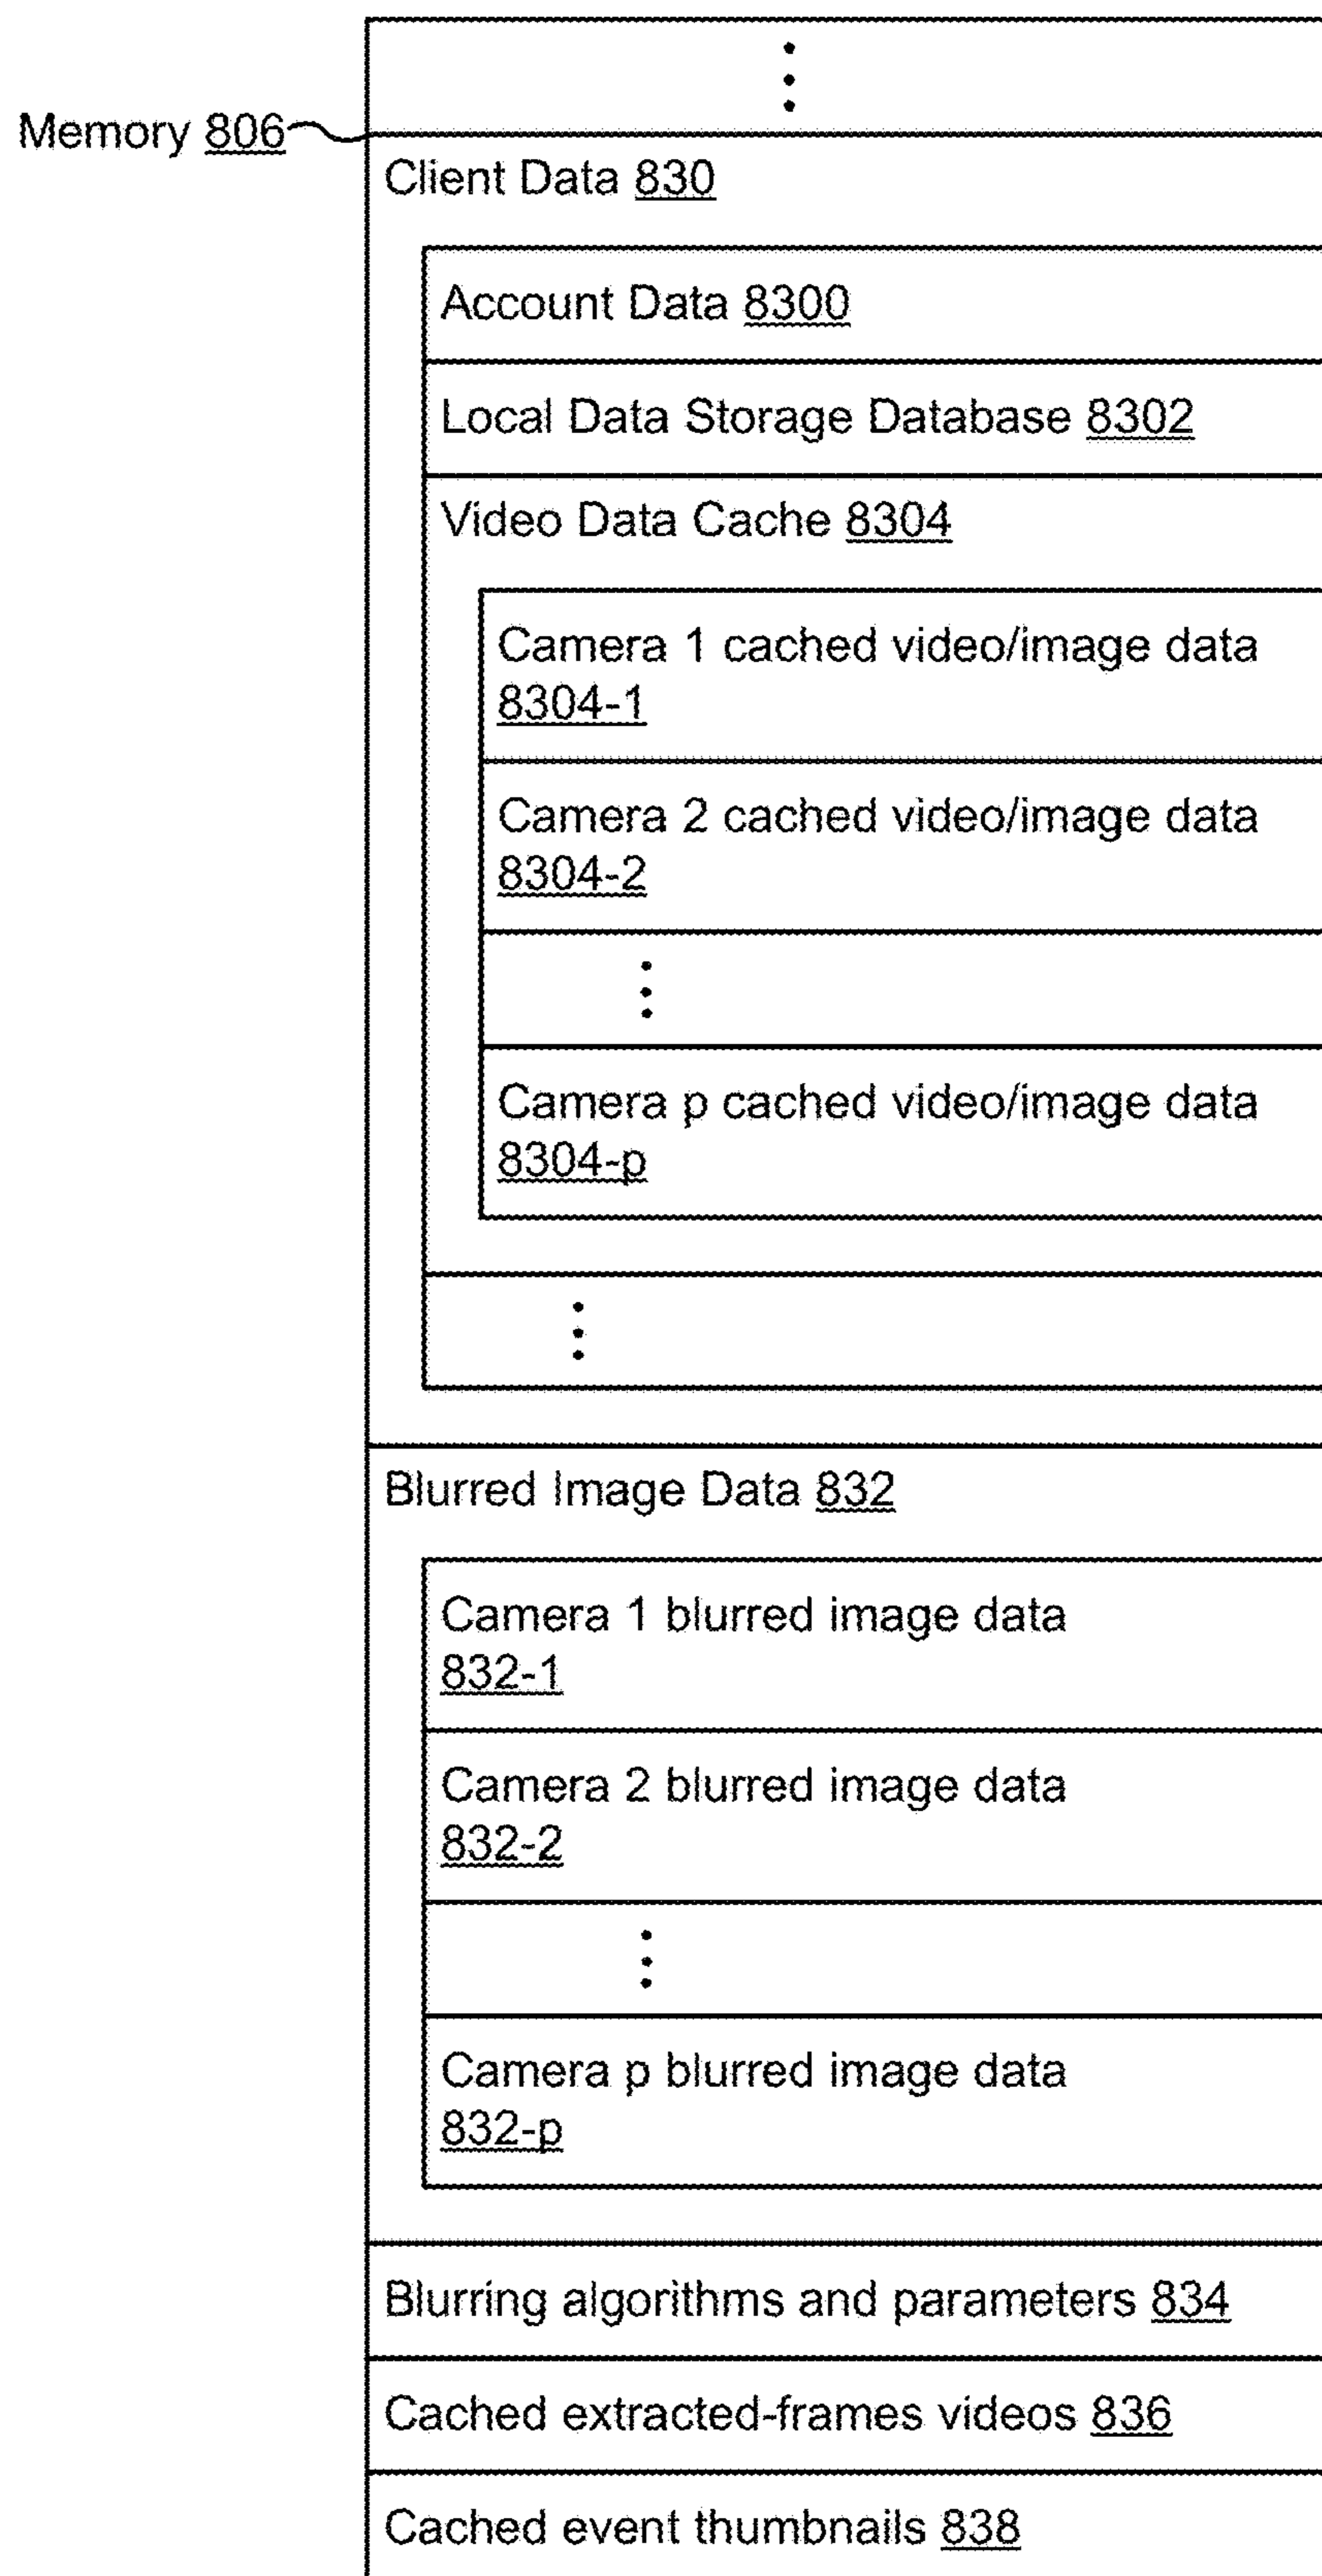 Memory 806
Client Data 830
Account Data 8300
Local Data Storage Database 8302
Video Data Cache 8304
Camera 1 cached video/image data
8304-1
Camera 2 cached video/image data
8304-2
Camera p cached video/image data
8304-p
Blurred Image Data 832
Camera 1 blurred image data
832-1
Camera 2 blurred image data
832-2
Camera p blurred image data
832-p
Blurring algorithms and parameters 834
Cached extracted-frames videos 836
Cached event thumbnails 838